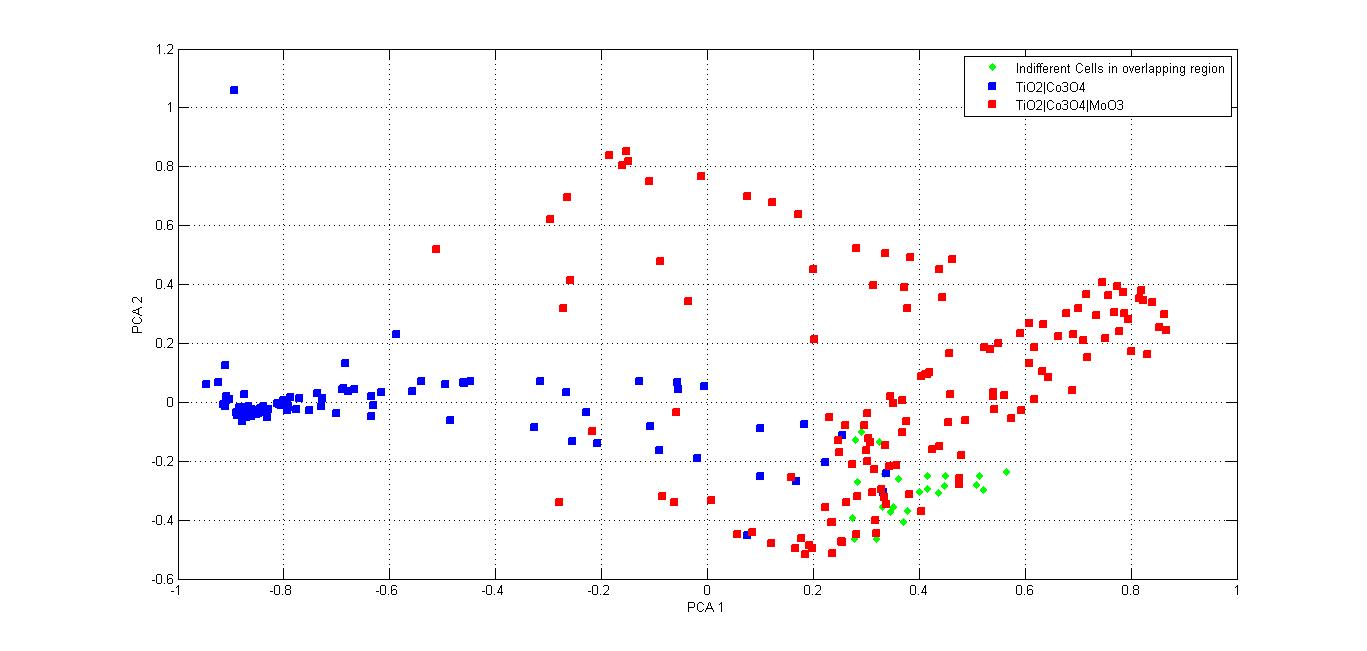 1.2
1
0.8
0.6
0.4
0.2
0
-0.2
-0.4
-0.6
PCA 2
Indifferent Cells in overlapping region
TiO2|Co3O4
TiO2|Co3O4|MoO3
-1 -0.8 -0.6 -0.4 -0.2 0 0.2 0.4 0.6 0.8 1
PCA 1